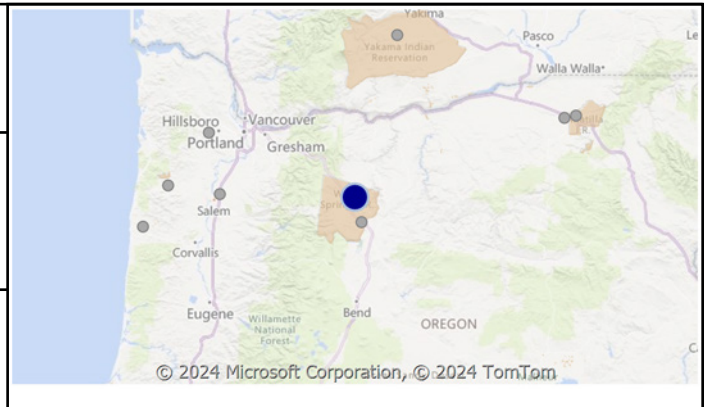 Yakima
Yakama Indian
Reservation
Pasco
Walla Walla
Hillsboro
Vancouver
Portland
Gresham
Salem
Corvallis
Eugene
Willamette
National
Forest
Bend
OREGON
© 2024 Microsoft Corporation, © 2024 TomTom